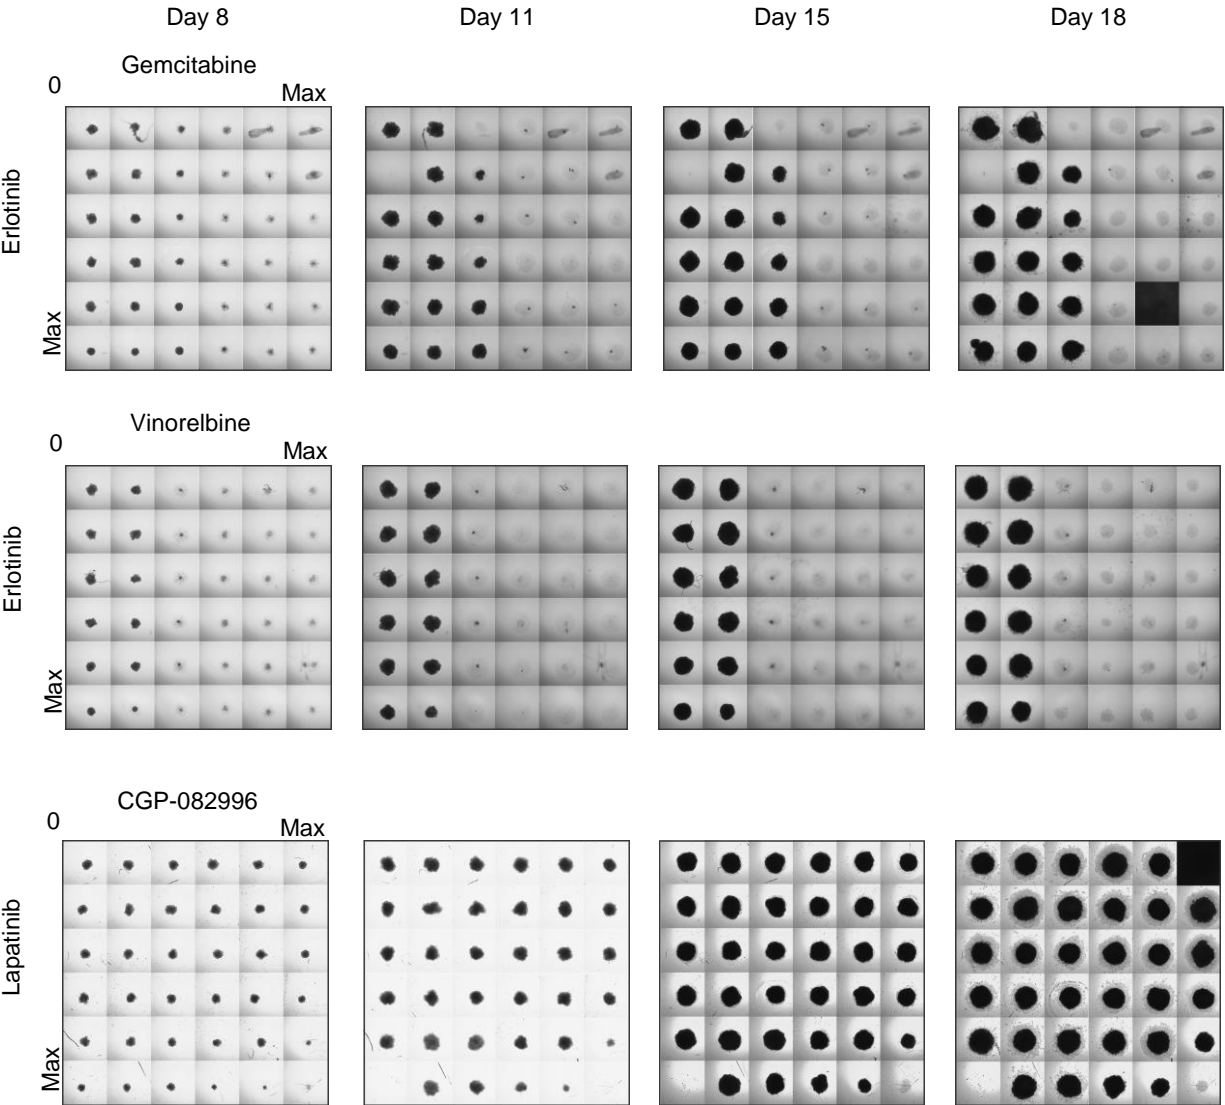 Day 8 Day 11 Day 15 Day 18
Gemcitabine
0
Max
Erlotinib
Max
Vinorelbine
0
Max
Erlotinib
Max
CGP-082996
0
Max
Lapatinib
Max